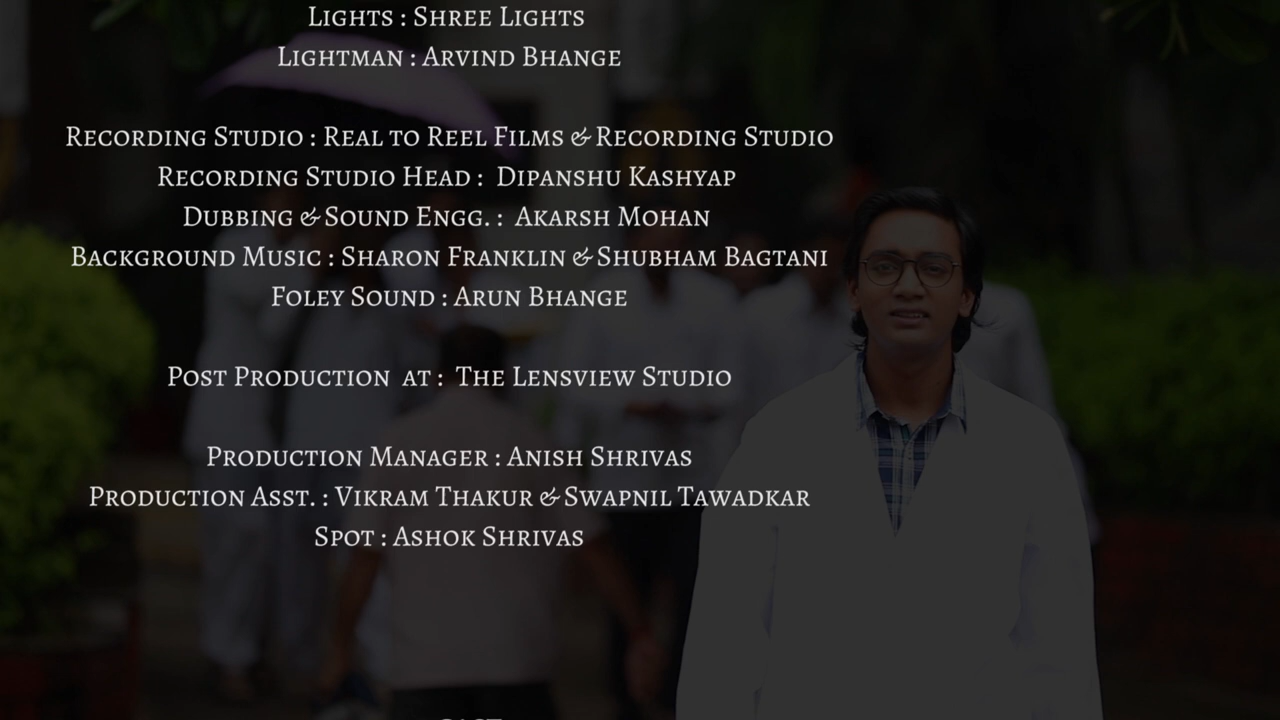 Lights : Shree Lights
Lightman : Arvind Bhange
Recording Studio : Real to Reel Films & Recording Studio
Recording Studio Head : Dipanshu Kashyap
Dubbing & Sound Engg. : Akarsh Mohan
Background Music : Sharon Franklin & Shubham Bagtani
Foley Sound : Arun Bhange
Post Production at : The Lensview Studio
Production Manager : Anish Shrivas
Production Asst. : Vikram Thakur & Swapnil Tawadkar
Spot : Ashok Shrivas